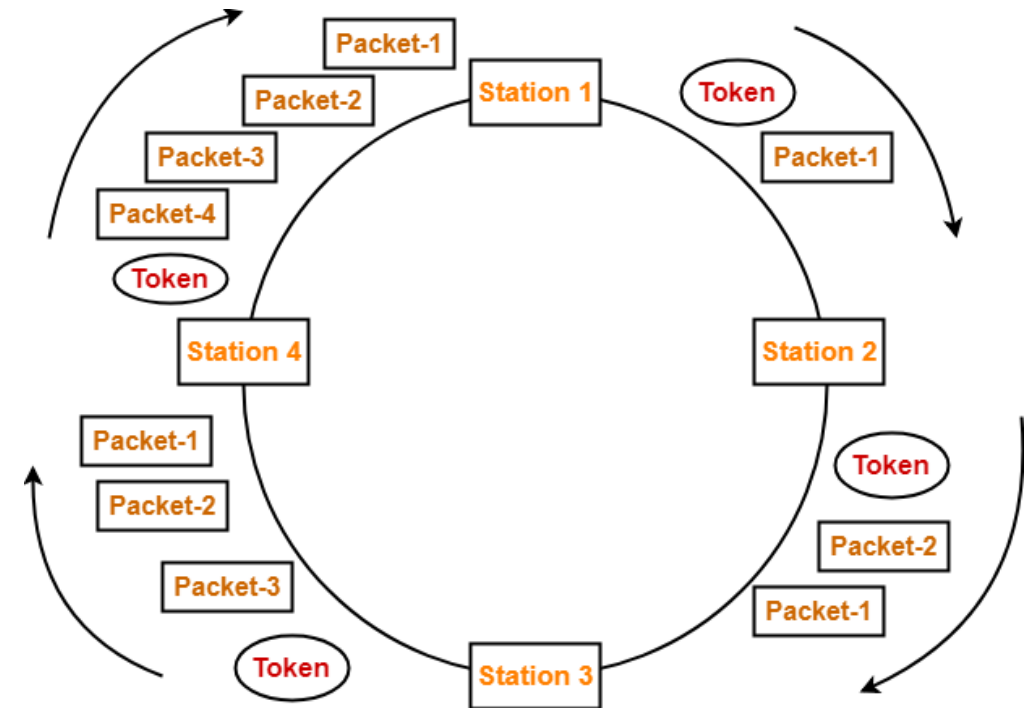 Packet-1
Station 1
Token
Packet-2
Packet-3
Packet-1
Packet-4
Token
Station 4
Station 2
Packet-1
Token
Packet-2
Packet-2
Packet-3
Packet-1
Token
Station 3